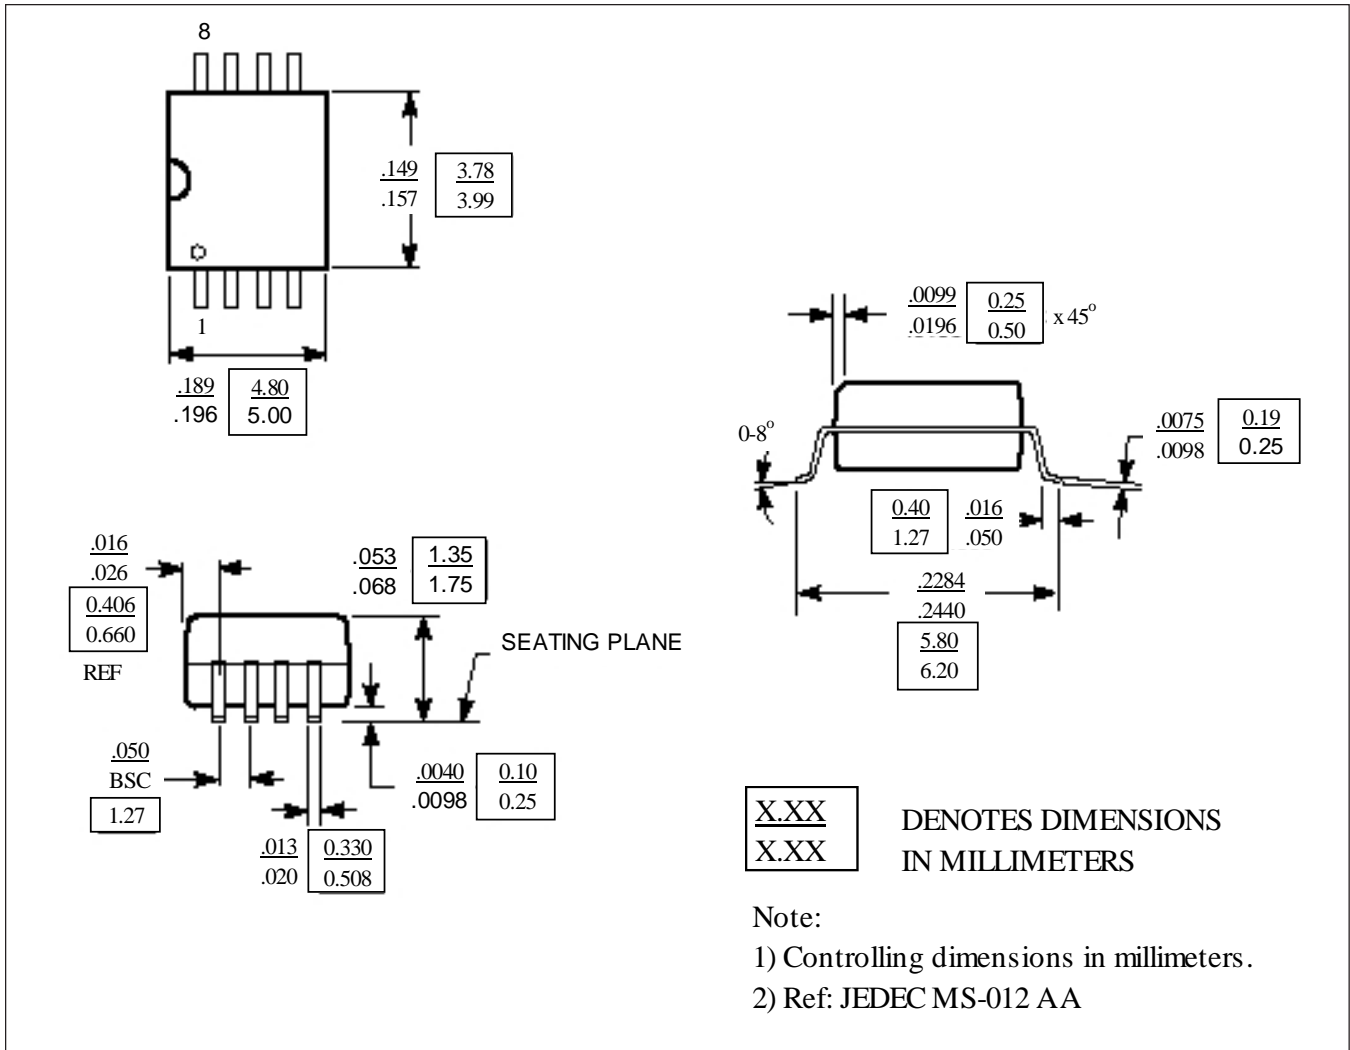 8
.149 3.78
.157 3.99
1
.189 4.80
.196 5.00
.0099 0.25
.0196 0.50 x 45°
0-8°
.0075 0.19
.0098 0.25
0.40 .016
1.27 .050
.2284
.2440
5.80
6.20
.016
.026
0.406
0.660
REF
.053 1.35
.068 1.75
SEATING PLANE
.050
BSC
1.27
.0040 0.10
.0098 0.25
.013 0.330
.020 0.508
X.XX
X.XX
DENOTES DIMENSIONS
IN MILLIMETERS
Note:
1) Controlling dimensions in millimeters.
2) Ref: JEDEC MS-012 AA